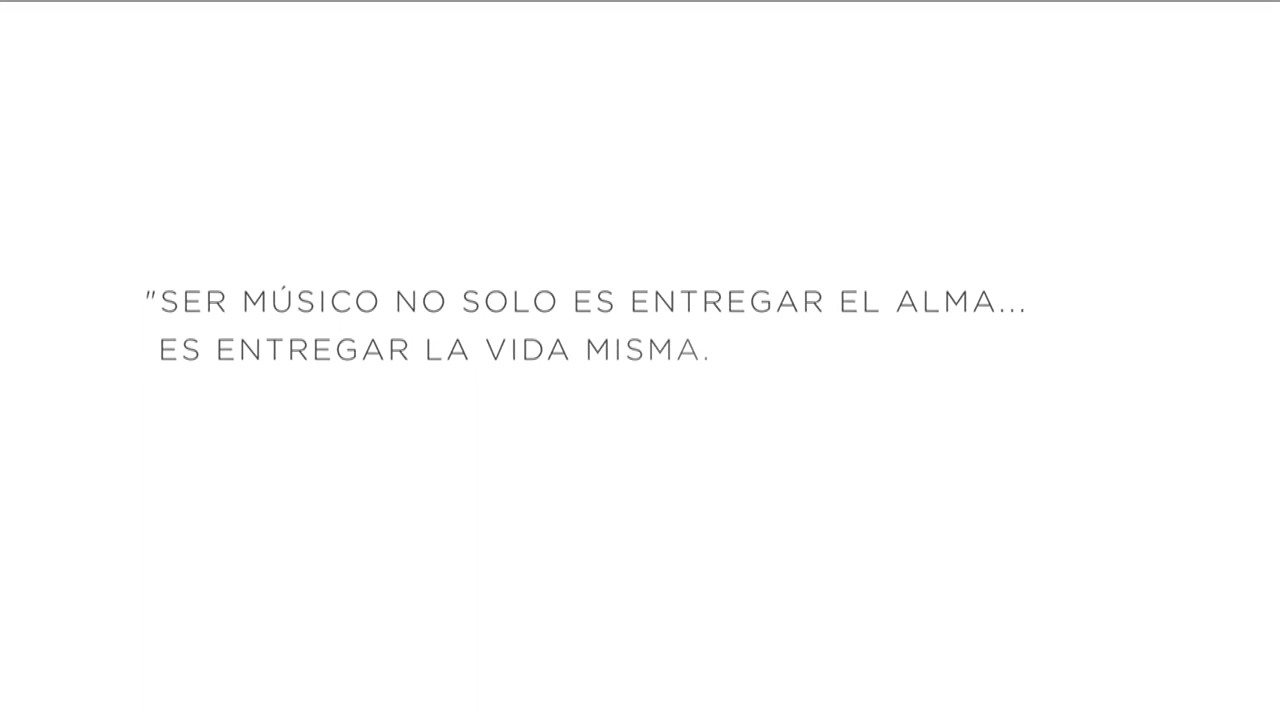 "SER MÚSICO NO SOLO ES ENTREGAR EL ALMA...
ES ENTREGAR LA VIDA MISMA.